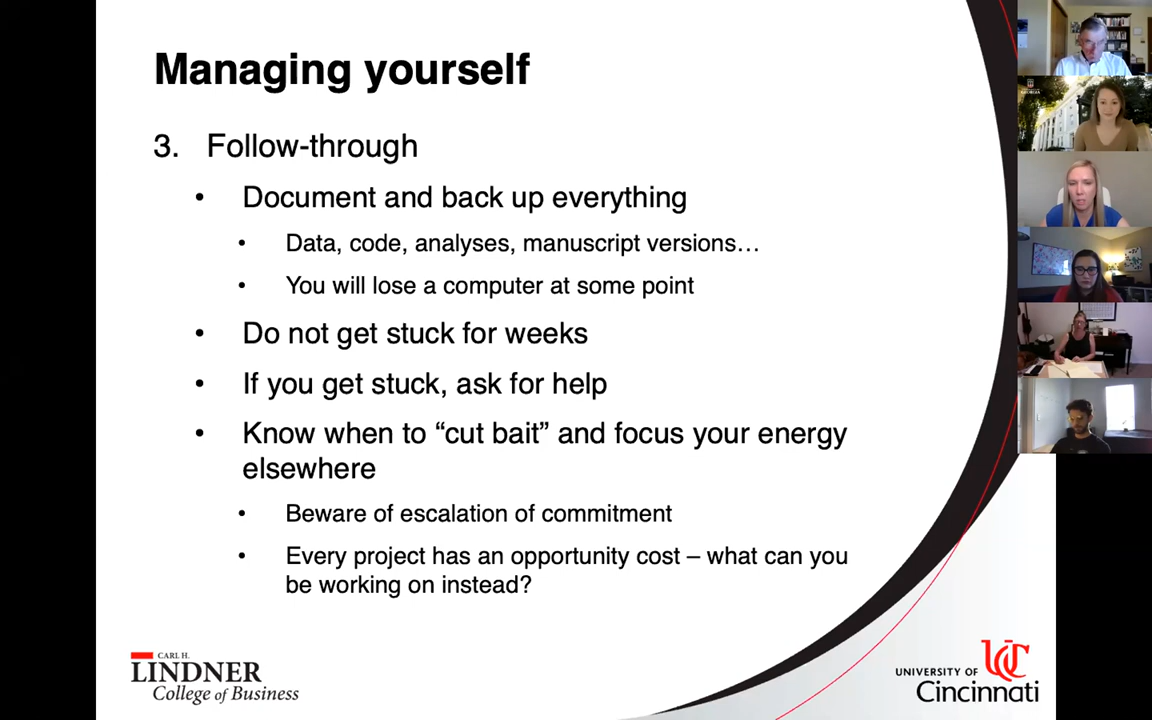 Managing yourself
3. Follow-through
• Document and back up everything
• Data, code, analyses, manuscript versions…
• You will lose a computer at some point
• Do not get stuck for weeks
• If you get stuck, ask for help
• Know when to “cut bait” and focus your energy
elsewhere
• Beware of escalation of commitment
• Every project has an opportunity cost – what can you
be working on instead?
CARL H.
LINDNER
College of Business
UNIVERSITY OF
Cincinnati
UC